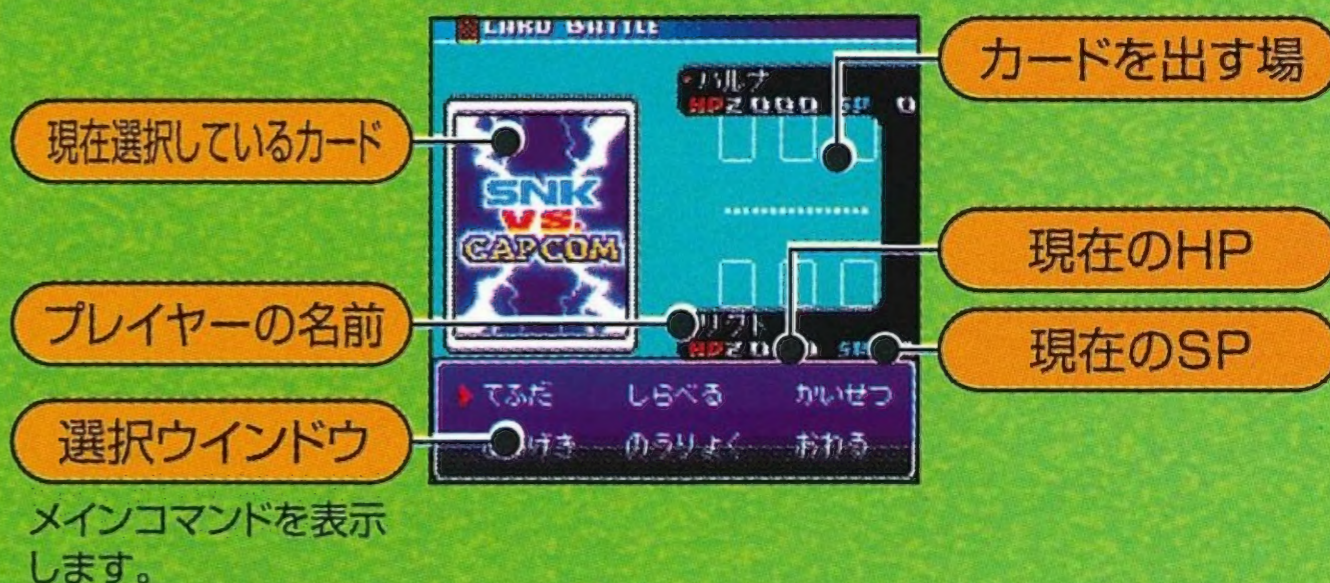 CARD BATTLE
カードを出す場
ハルナ
HP2000 SP 0
現在選択しているカード
SNK
VS.
CAPCOM
現在のHP
プレイヤーの名前
現在のSP
てふだ しらべる かいせつ
選択ウインドウ
げき のうりょく おわる
メインコマンドを表示
します。